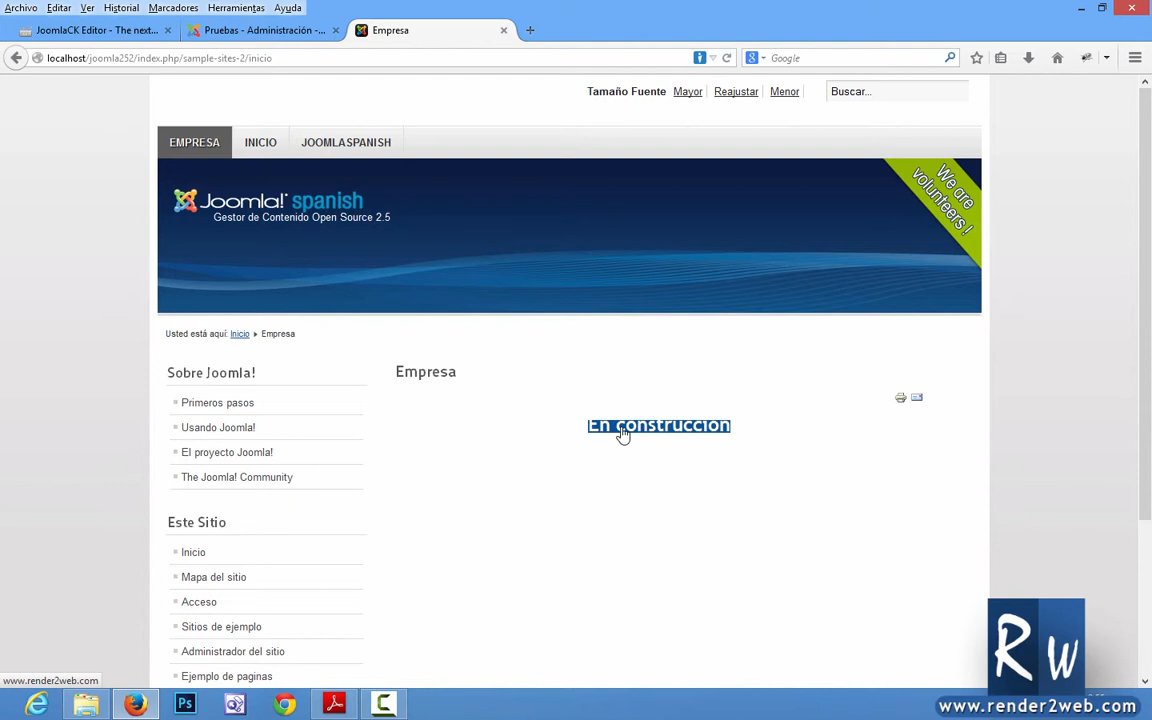 Archivo Editar Ver Historial Marcadores Herramientas Ayuda
JoomlaCK Editor - The next... Pruebas - Administración -... Empresa
localhost/joomla252/index.php/sample-sites-2/inicio Google
Tamaño Fuente Mayor Reajustar Menor Buscar...
EMPRESA INICIO JOOMLASPANISH
We are volunteers !
Joomla! spanish
Gestor de Contenido Open Source 2.5
Usted está aquí: Inicio Empresa
Sobre Joomla!
Empresa
Primeros pasos
Usando Joomla!
En construcción
El proyecto Joomla!
The Joomla! Community
Este Sitio
Inicio
Mapa del sitio
Acceso
Sitios de ejemplo
Administrador del sitio
Ejemplo de paginas
www.render2web.com
Rw
www.render2web.com
Ps